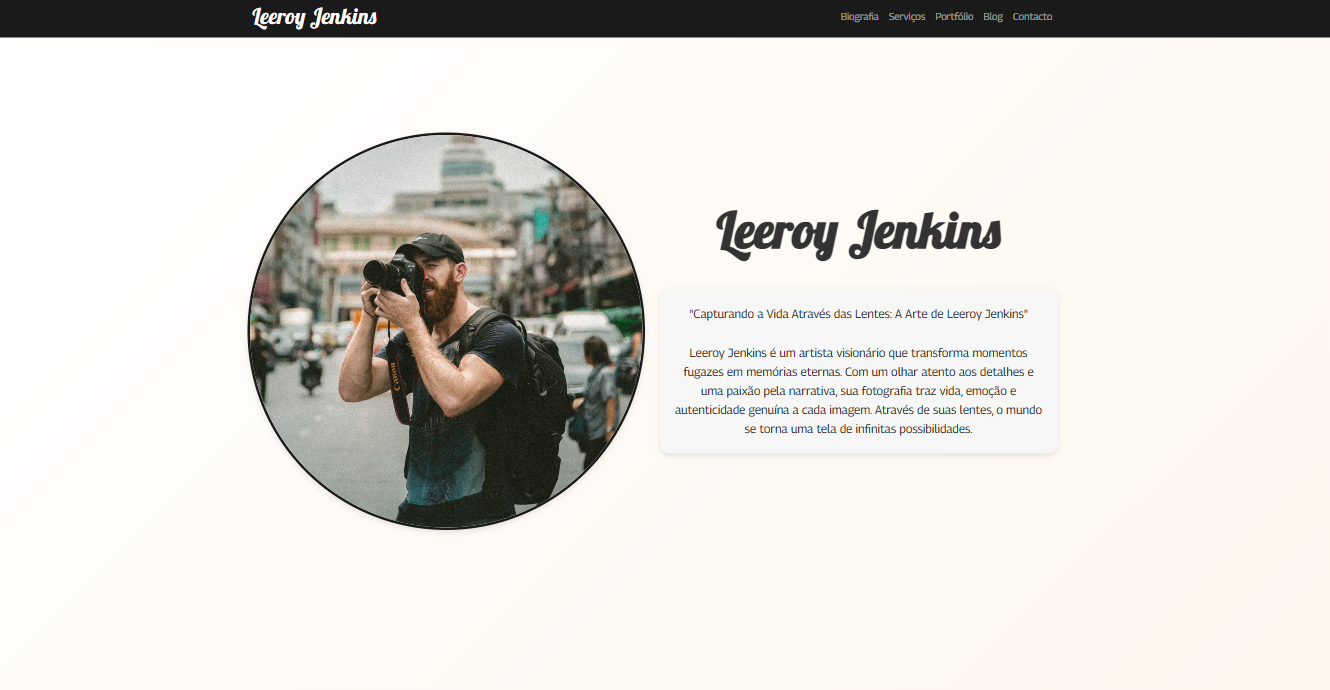 Leeroy Jenkins
Biografia Serviços Portfólio Blog Contacto
Leeroy Jenkins
"Capturando a Vida Através das Lentes: A Arte de Leeroy Jenkins"
Leeroy Jenkins é um artista visionário que transforma momentos
fugazes em memórias eternas. Com um olhar atento aos detalhes e
uma paixão pela narrativa, sua fotografia traz vida, emoção e
autenticidade genuína a cada imagem. Através de suas lentes, o mundo
se torna uma tela de infinitas possibilidades.
Canon